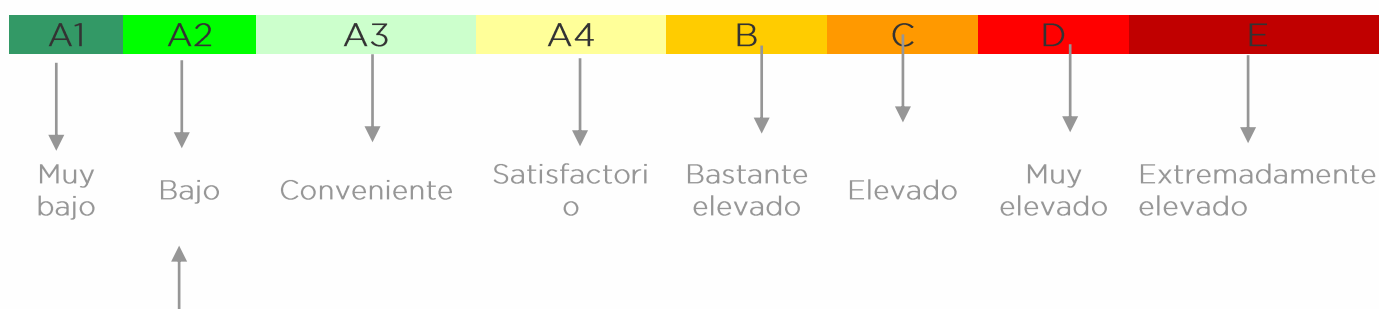 A1 A2 A3 A4 B C D E
Muy
bajo
Bajo
Conveniente
Satisfactori
o
Bastante
elevado
Elevado
Muy
elevado
Extremadamente
elevado